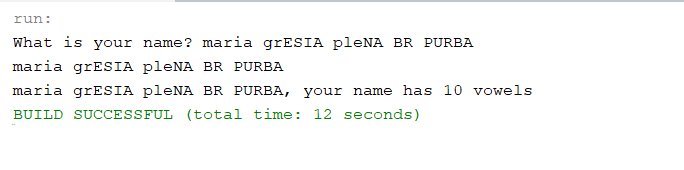 run:
What is your name? maria grESIA pleNA BR PURBA
maria grESIA pleNA BR PURBA
maria grESIA pleNA BR PURBA, your name has 10 vowels
BUILD SUCCESSFUL (total time: 12 seconds)